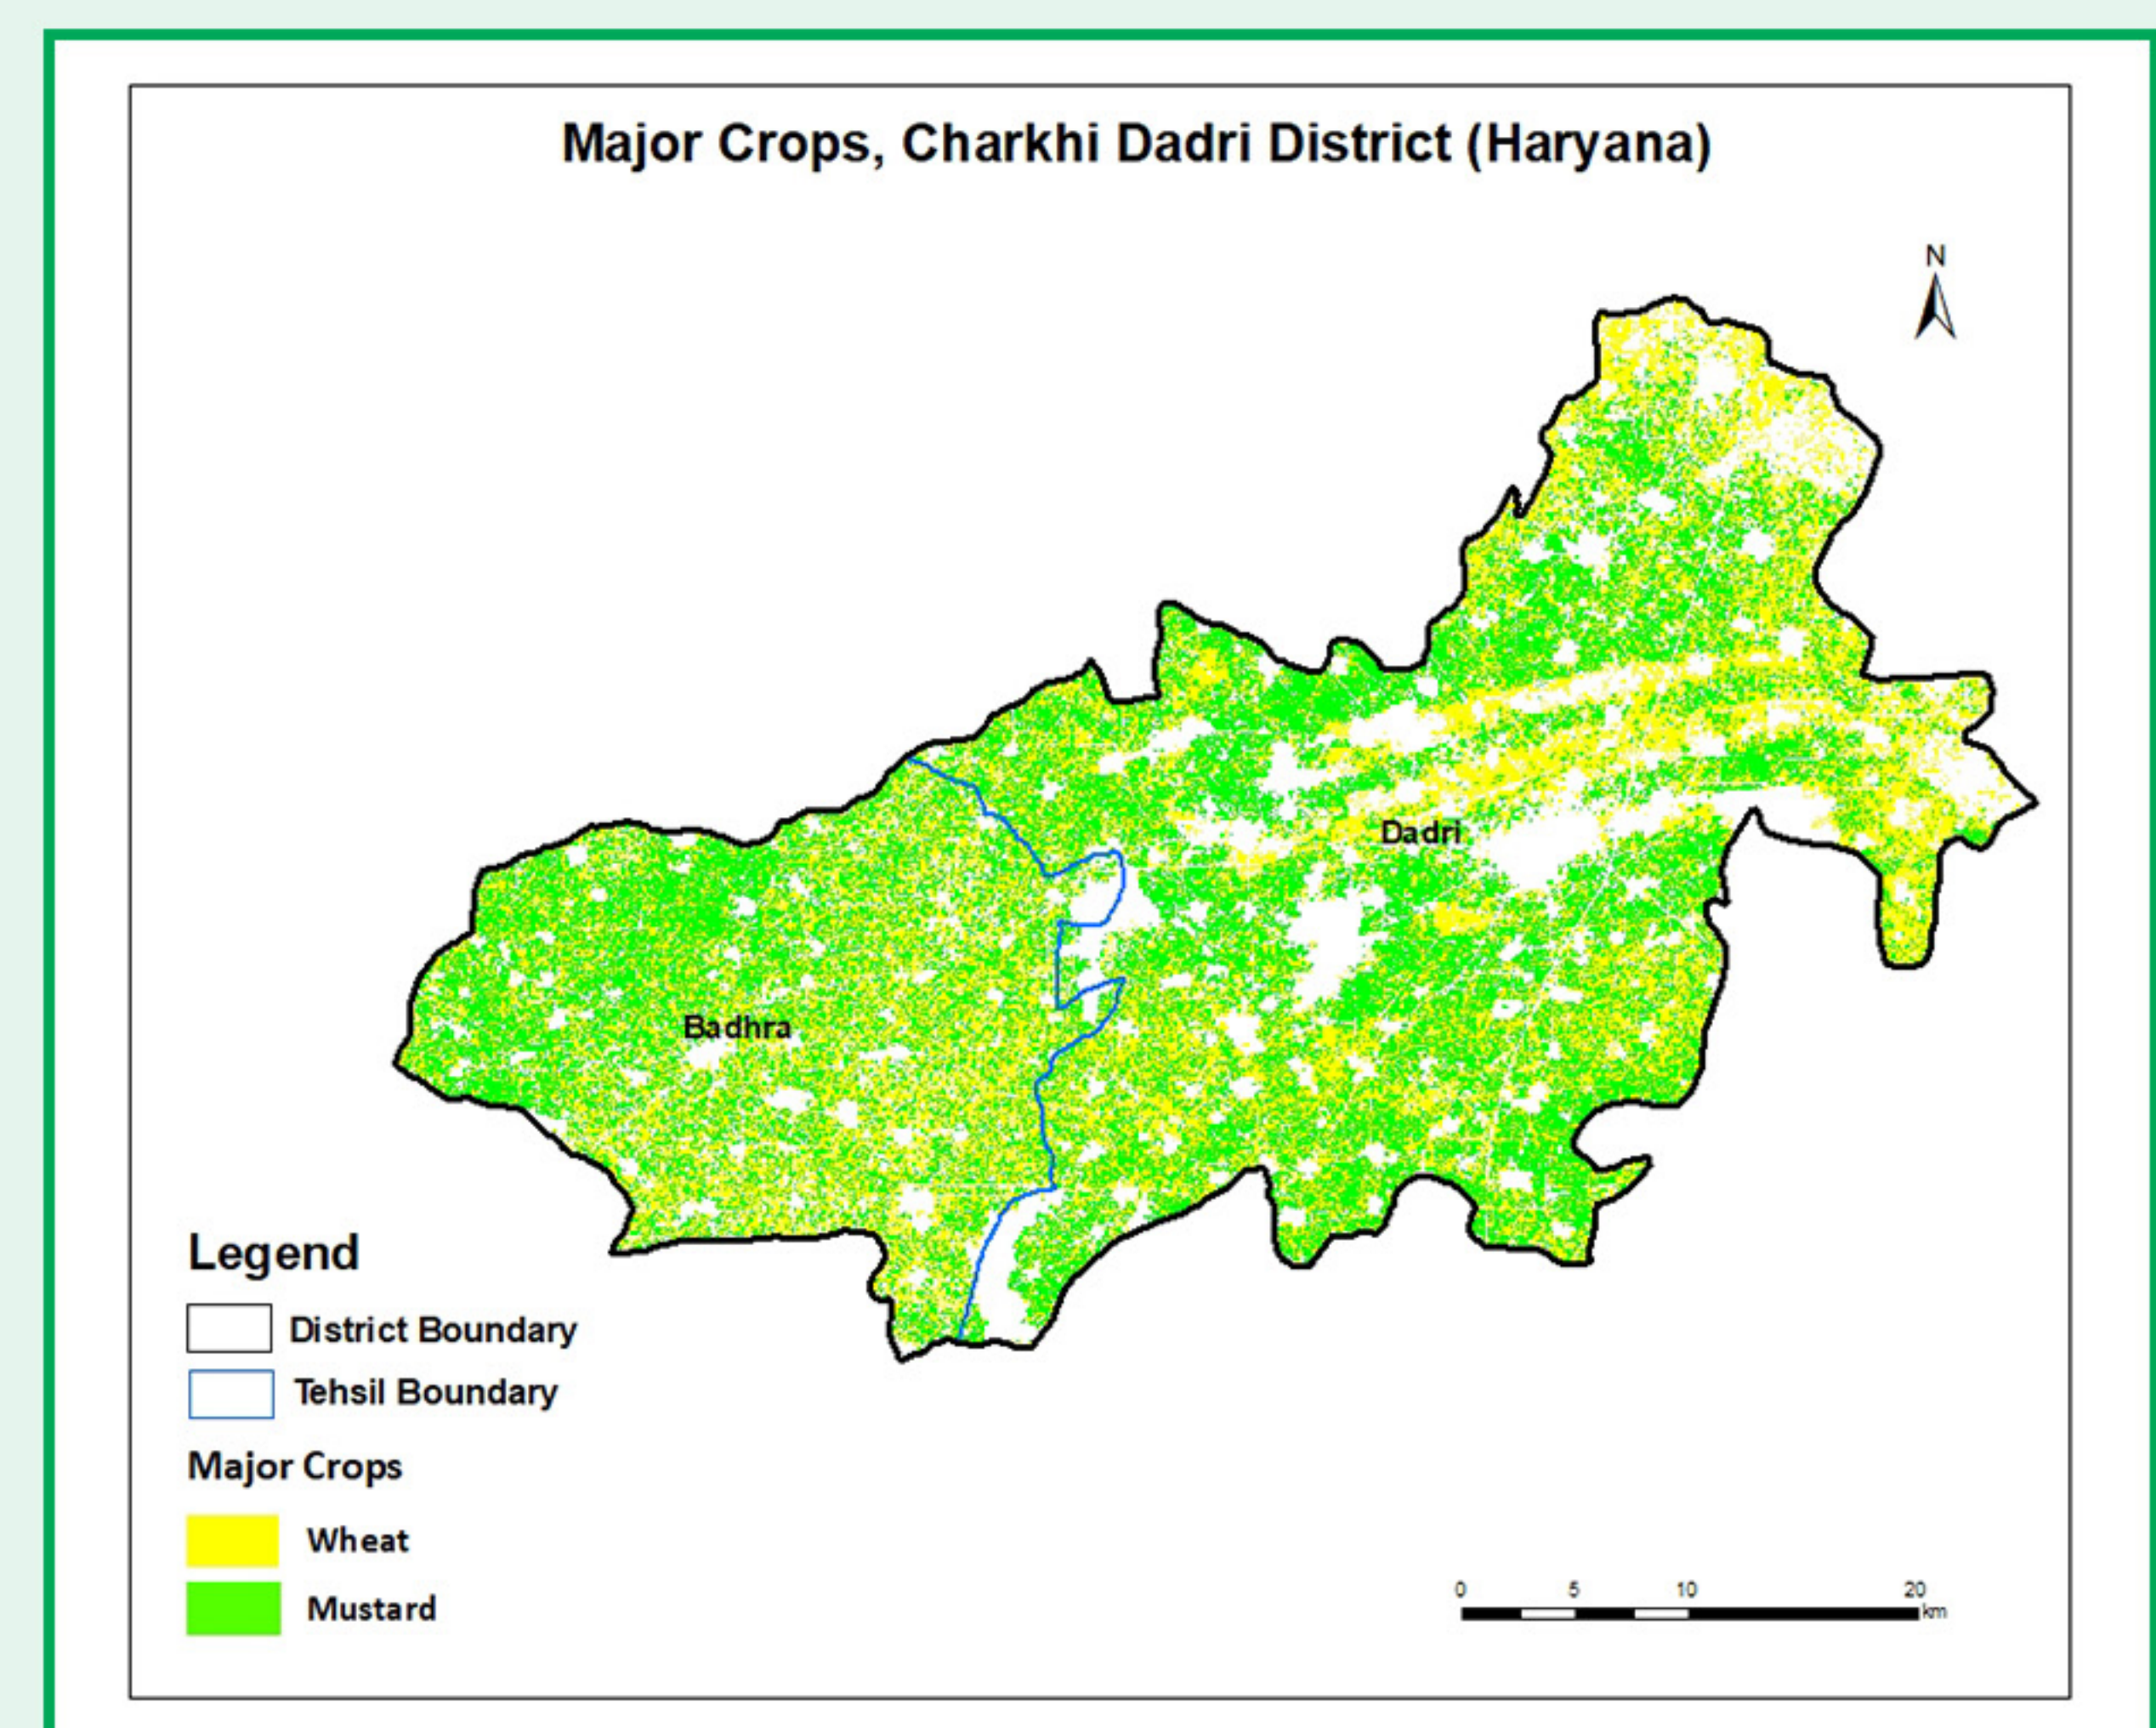 Major Crops, Charkhi Dadri District (Haryana)
N
Dadri
Badhra
Legend
District Boundary
Tehsil Boundary
Major Crops
Wheat
Mustard
0 5 10 20
km